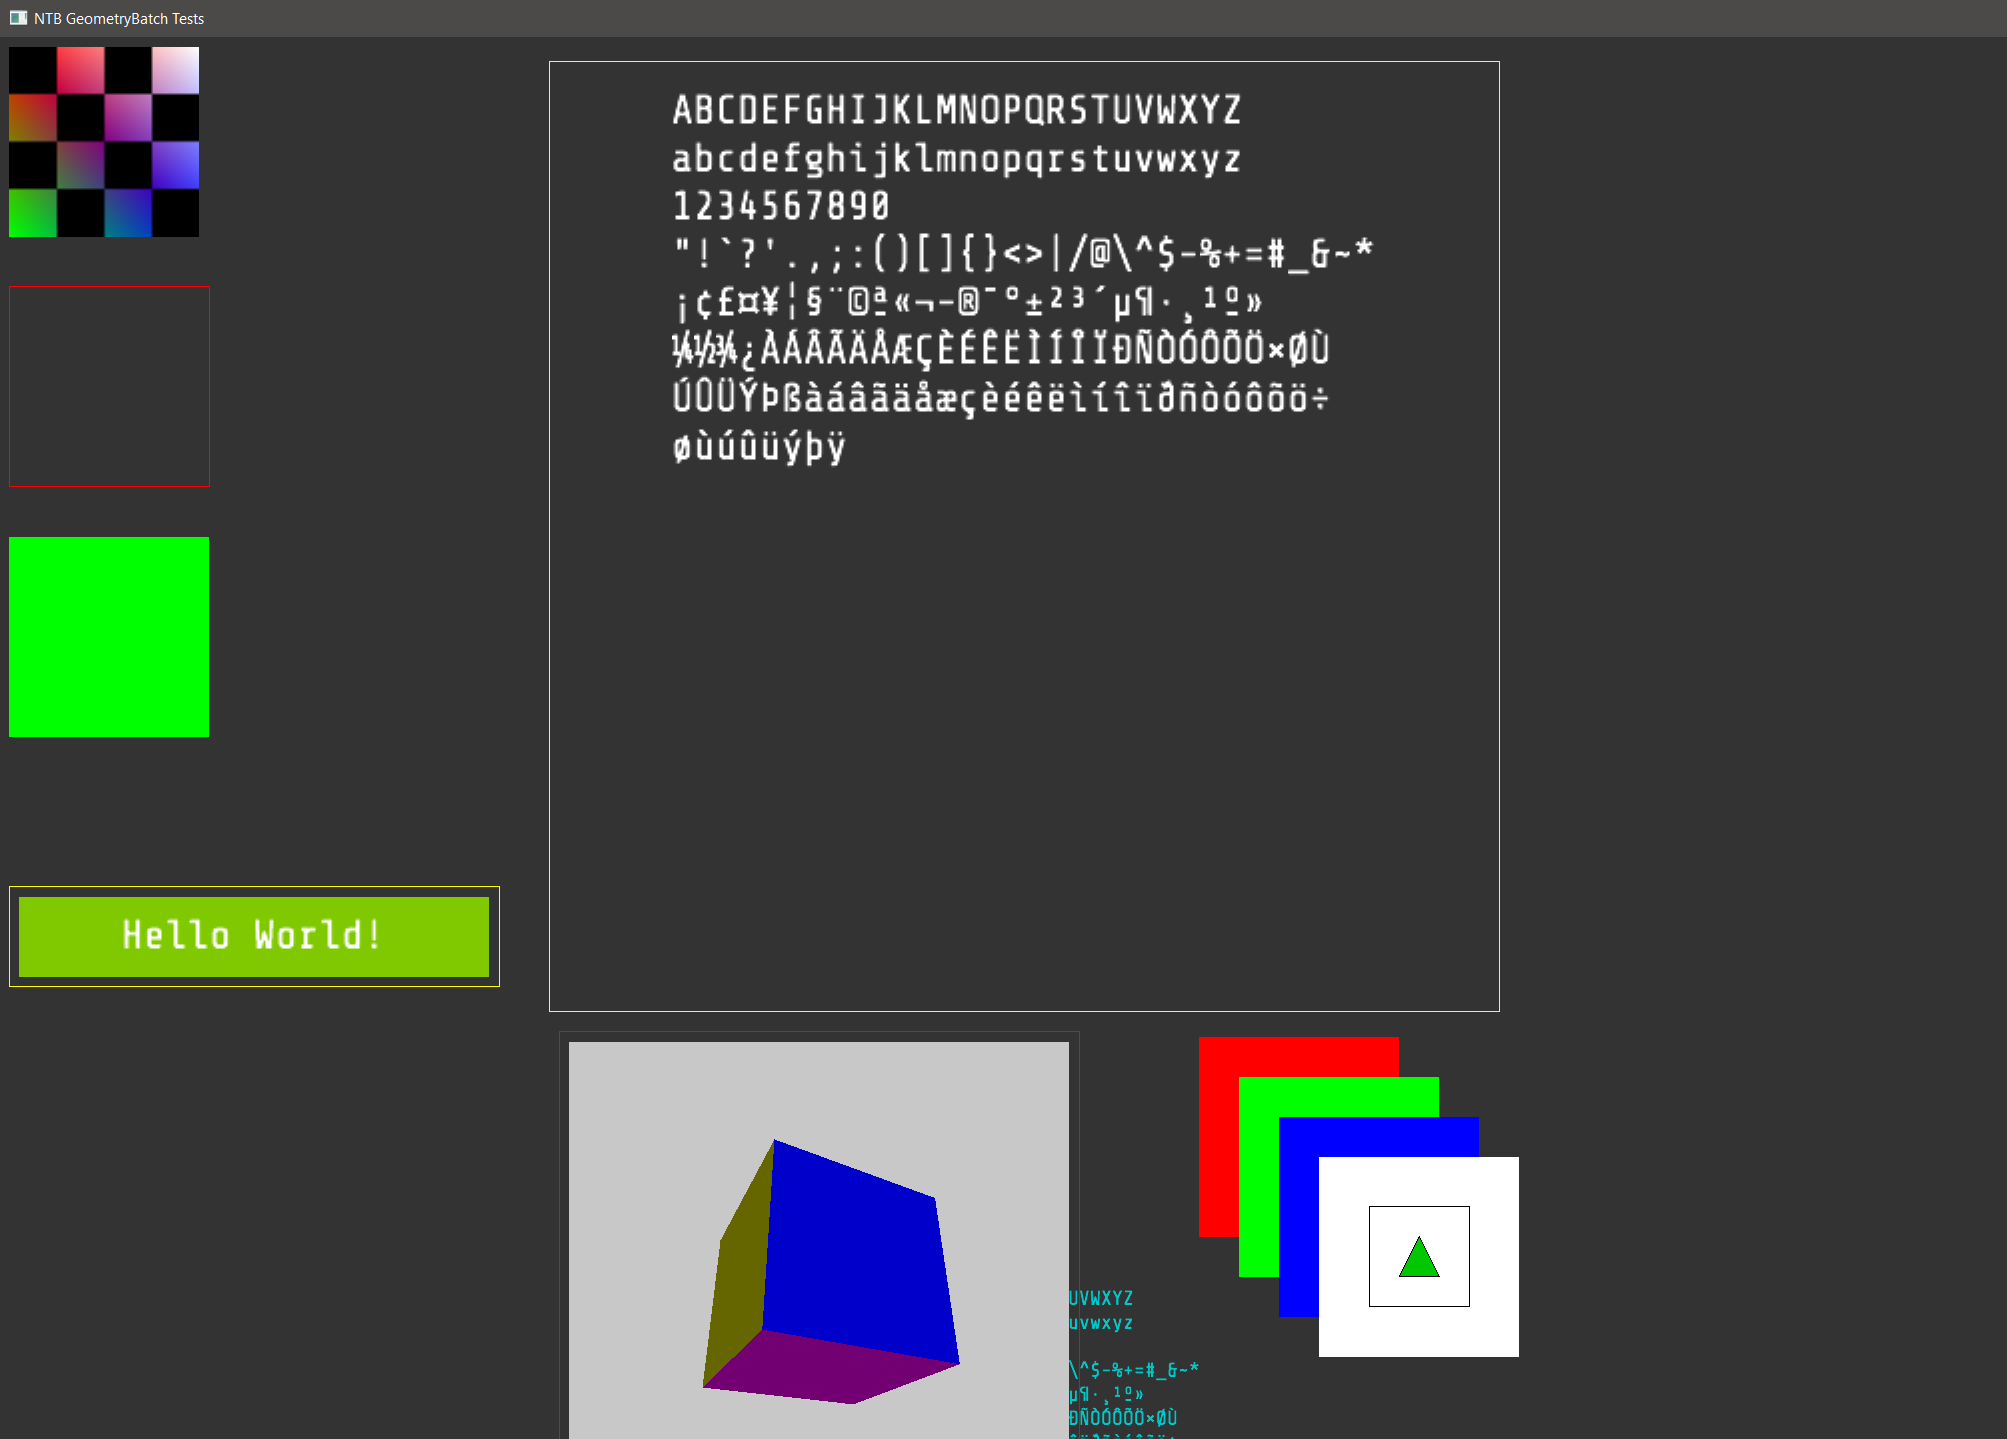 NTB GeometryBatch Tests
ABCDEFGHIJKLMNOPQRSTUVWXYZ
abcdefghijklmnopqrstuvwxyz
1234567890
"!`?'.,;:()[]{}<>|/@\^$-%+=#_&~*
¡¢£¤¥¦§¨©ª«¬-®¯°±²³´µ¶·¸¹º»
¼½¾¿ÀÁÂÃÄÅÆÇÈÉÊËÌÍÎÏÐÑÒÓÔÕÖ×ØÙ
ÚÛÜÝÞßàáâãäåæçèéêëìíîïðñòóôõö÷
øùúûüýþÿ
Hello World!
UVWXYZ
uvwxyz
\^$-%+=#_&~*
µ¶·¸¹º»
ÐÑÒÓÔÕÖ×ØÙ